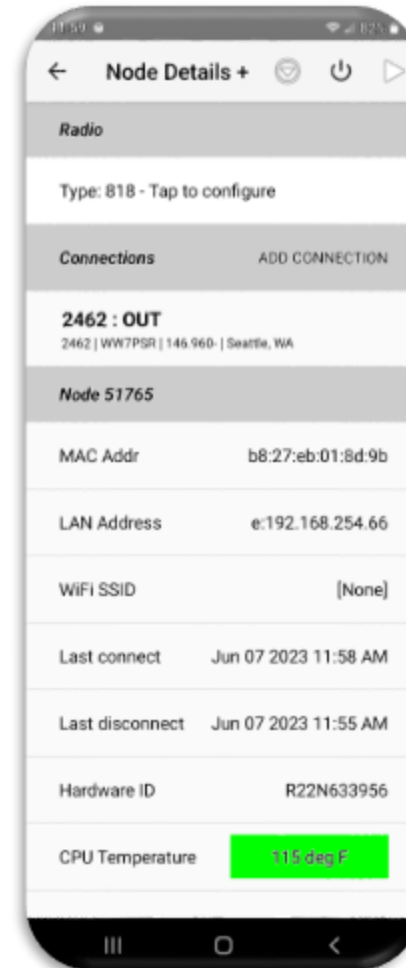 11:59
82%
Node Details +
Radio
Type: 818 - Tap to configure
Connections ADD CONNECTION
2462 : OUT
2462 | WW7PSR | 146.960- | Seattle, WA
Node 51765
MAC Addr b8:27:eb:01:8d:9b
LAN Address e:192.168.254.66
WiFi SSID [None]
Last connect Jun 07 2023 11:58 AM
Last disconnect Jun 07 2023 11:55 AM
Hardware ID R22N633956
CPU Temperature 115 deg F